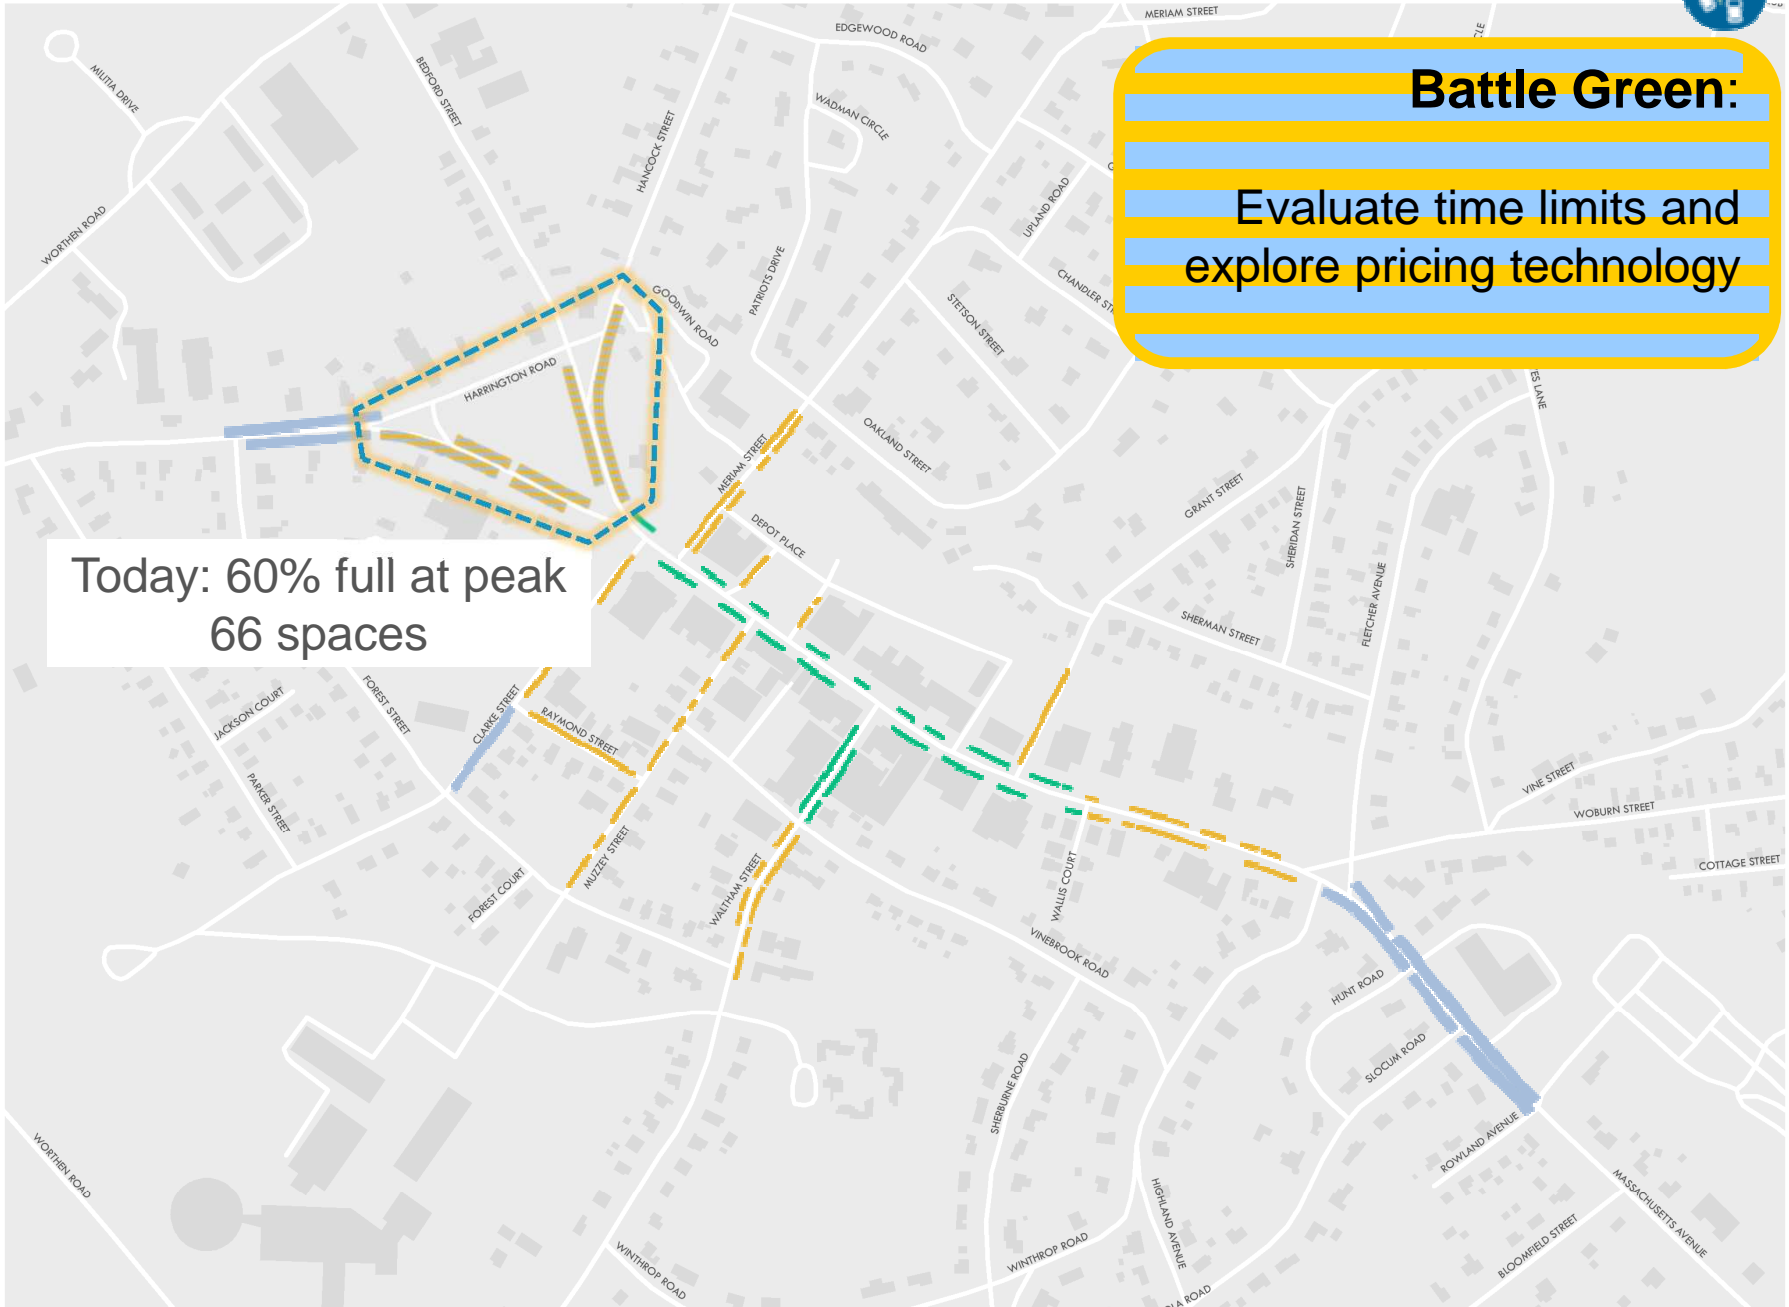 MERIAM STREET
EDGEWOOD ROAD
MILITIA DRIVE
BEDFORD STREET
HANCOCK STREET
WADMAN CIRCLE
Battle Green:
Evaluate time limits and
explore pricing technology
WORTHEN ROAD
UPLAND ROAD
PATRIOTS DRIVE
GOODWIN ROAD
CHANDLER
STETSON STREET
HARRINGTON ROAD
OAKLAND STREET
MERIAM STREET
DEPOT PLACE
GRANT STREET
SHERIDAN STREET
FLETCHER AVENUE
SHERMAN STREET
Today: 60% full at peak
66 spaces
JACKSON COURT
FOREST STREET
CLARKE STREET
RAYMOND STREET
PARKER STREET
MUZZEY STREET
FOREST COURT
WALTHAM STREET
WALLIS COURT
VINEBROOK ROAD
VINE STREET
WOBURN STREET
COTTAGE STREET
HUNT ROAD
SLOCUM ROAD
SHERBURNE ROAD
ROWLAND AVENUE
MASSACHUSETTS AVENUE
BLOOMFIELD STREET
HIGHLAND AVENUE
WINTHROP ROAD
WINTHROP ROAD
WORTHEN ROAD
ROAD